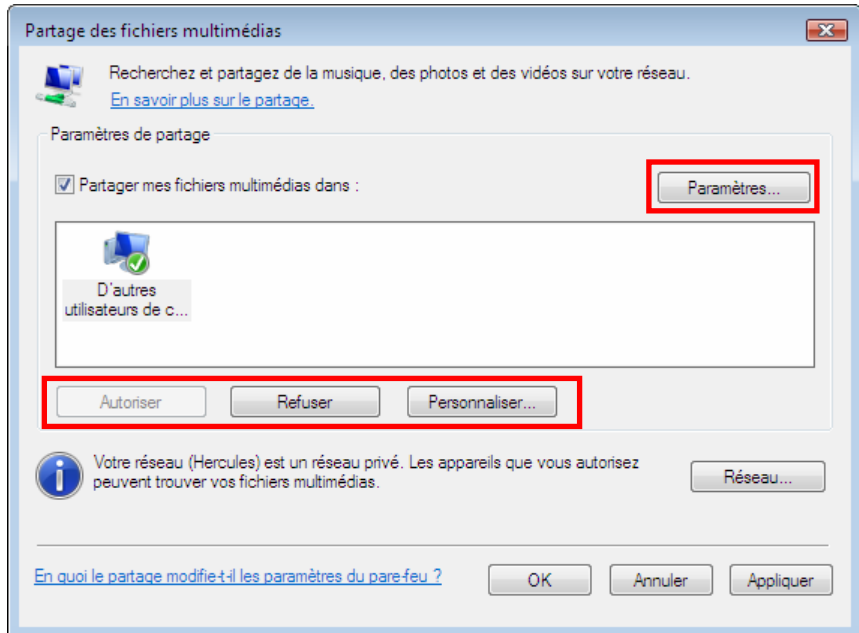 Partage des fichiers multimédias
Recherchez et partagez de la musique, des photos et des vidéos sur votre réseau.
En savoir plus sur le partage.
Paramètres de partage
Partager mes fichiers multimédias dans :
Paramètres...
D'autres
utilisateurs de c...
Autoriser
Refuser
Personnaliser...
Votre réseau (Hercules) est un réseau privé. Les appareils que vous autorisez
peuvent trouver vos fichiers multimédias.
Réseau...
En quoi le partage modifie-t-il les paramètres du pare-feu ?
OK
Annuler
Appliquer